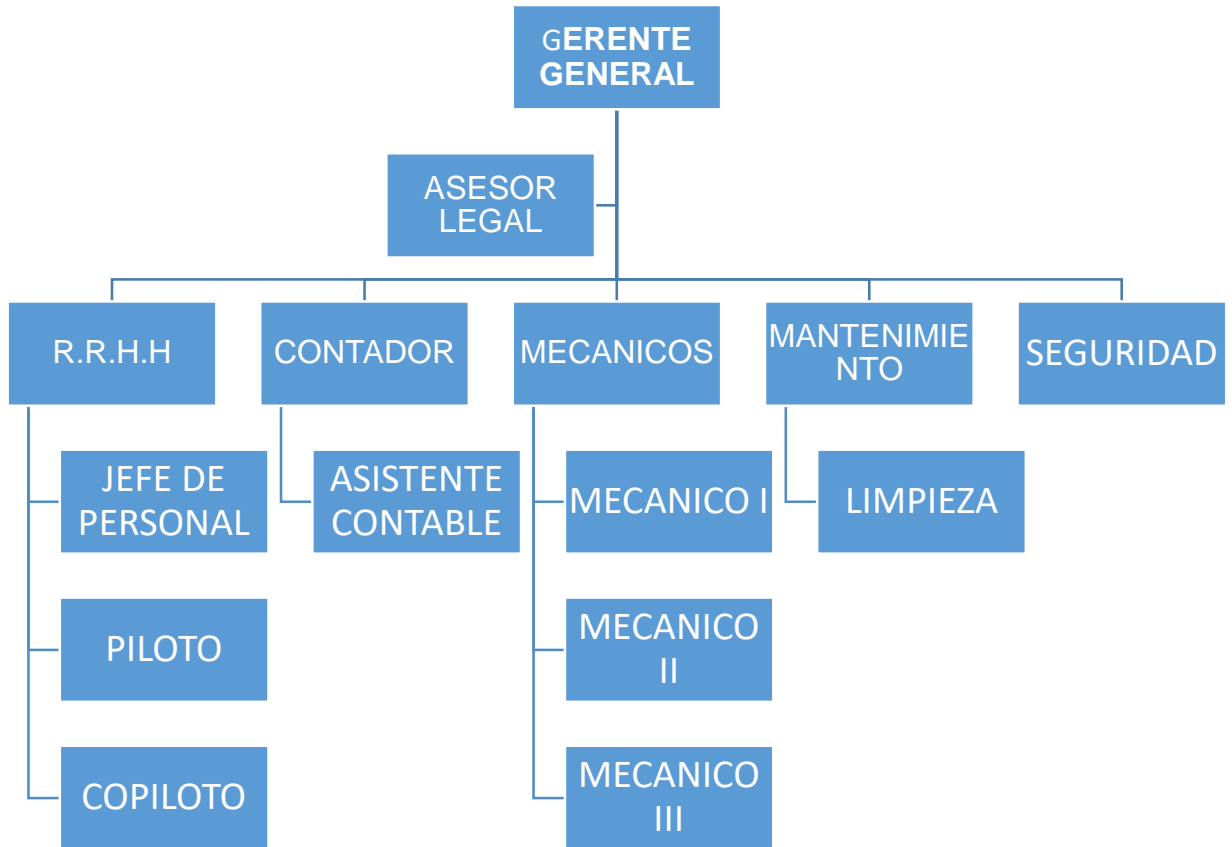 GERENTE
GENERAL
ASESOR
LEGAL
R.R.H.H
CONTADOR
MECANICOS
MANTENIMIE
NTO
SEGURIDAD
JEFE DE
PERSONAL
ASISTENTE
CONTABLE
MECANICO I
LIMPIEZA
PILOTO
MECANICO
II
COPILOTO
MECANICO
III